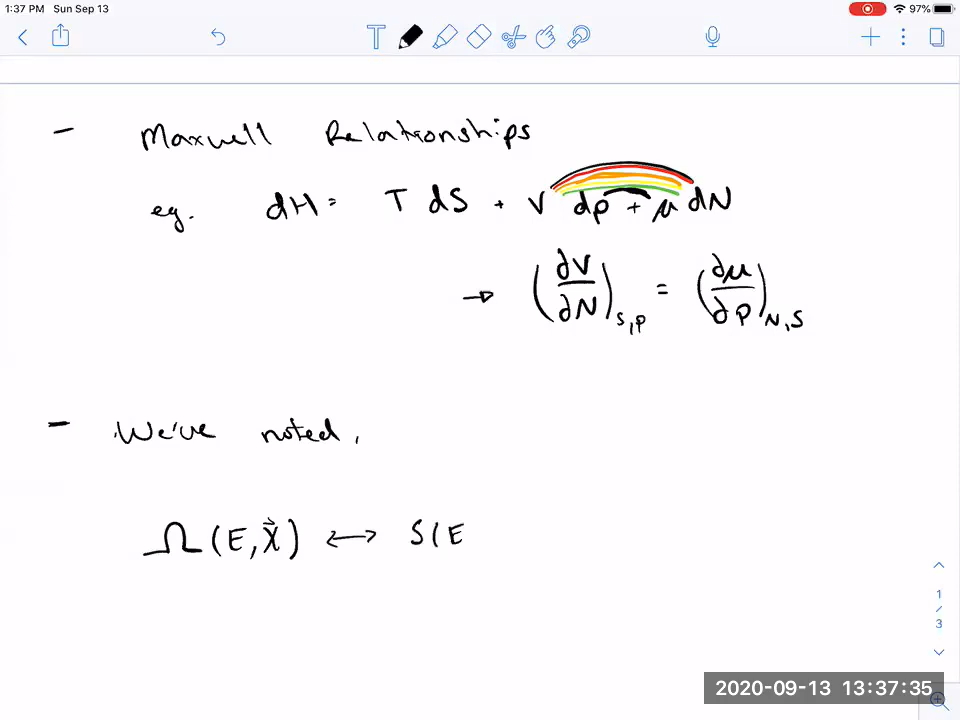 1:37 PM Sun Sep 13
97%
T
- Maxwell Relationships
eg. dH = T dS + V dp + μ dN
→ (∂V/∂N)_{S,P} = (∂μ/∂P)_{N,S}
- We've noted,
Ω(E, X⃗) ↔ S(E
1
/
3
2020-09-13 13:37:35